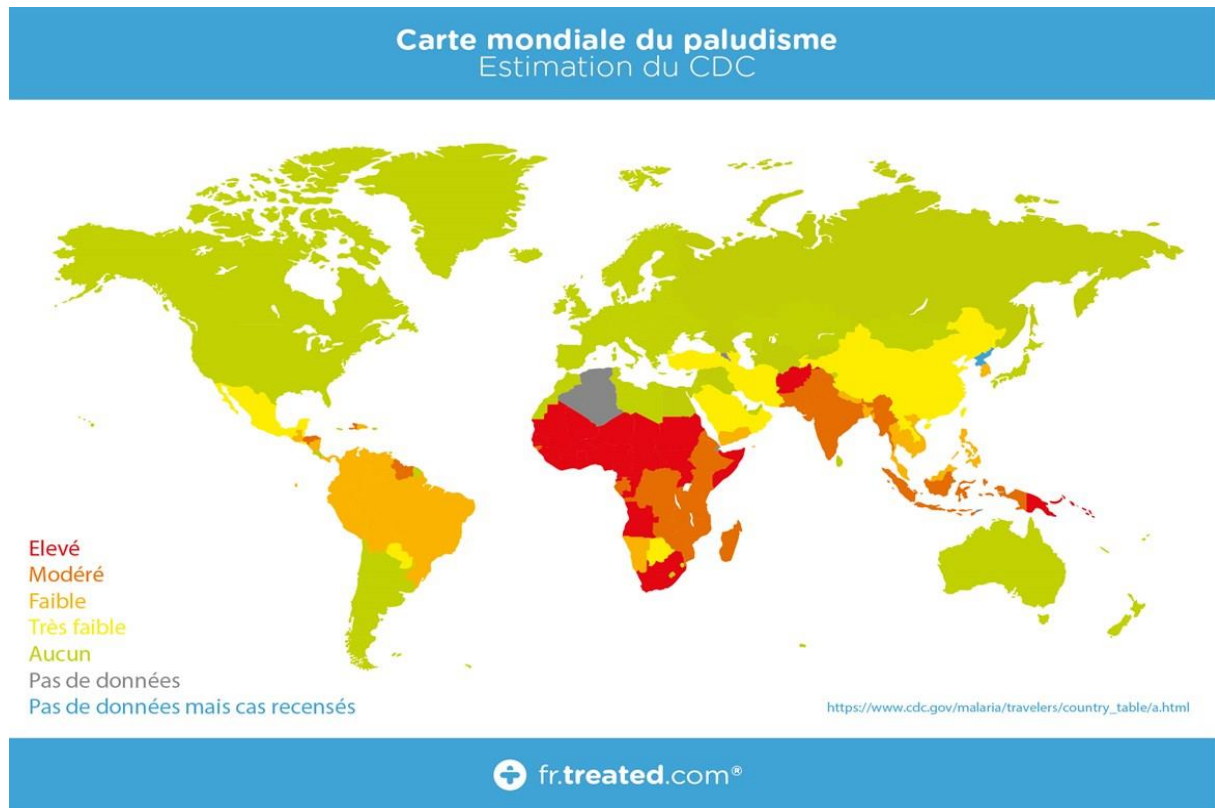 Carte mondiale du paludisme
Estimation du CDC
Elevé
Modéré
Faible
Très faible
Aucun
Pas de données
Pas de données mais cas recensés
https://www.cdc.gov/malaria/travelers/country_table/a.html
fr.treated.com®